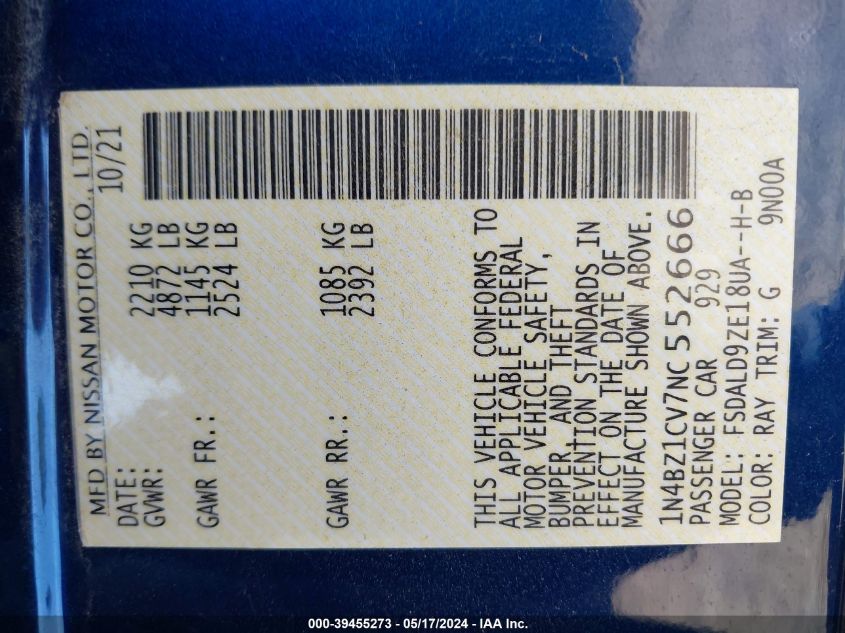 MFD BY NISSAN MOTOR CO., LTD.
DATE: 10/21
GVWR: 2210 KG
4872 LB
GAWR FR.: 1145 KG
2524 LB
GAWR RR.: 1085 KG
2392 LB
THIS VEHICLE CONFORMS TO
ALL APPLICABLE FEDERAL
MOTOR VEHICLE SAFETY,
BUMPER, AND THEFT
PREVENTION STANDARDS IN
EFFECT ON THE DATE OF
MANUFACTURE SHOWN ABOVE.
1N4BZ1CV7NC552666
PASSENGER CAR 929
MODEL: FSDALD9ZE18UA--H-B
COLOR: RAY TRIM: G 9N00A
000-39455273 - 05/17/2024 - IAA Inc.